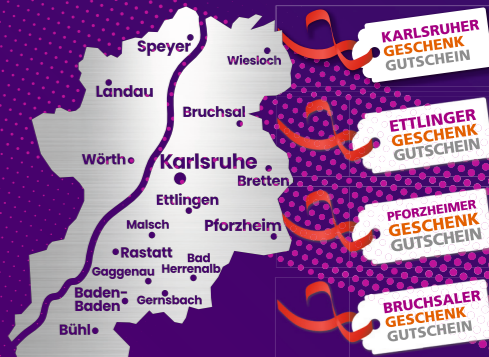 Speyer
Wiesloch
Landau
Bruchsal
Wörth
Karlsruhe
Bretten
Ettlingen
Malsch
Pforzheim
Rastatt
Bad
Herrenalb
Gaggenau
Baden-
Baden
Gernsbach
Bühl
KARLSRUHER
GESCHENK
GUTSCHEIN
ETTLINGER
GESCHENK
GUTSCHEIN
PFORZHEIMER
GESCHENK
GUTSCHEIN
BRUCHSALER
GESCHENK
GUTSCHEIN